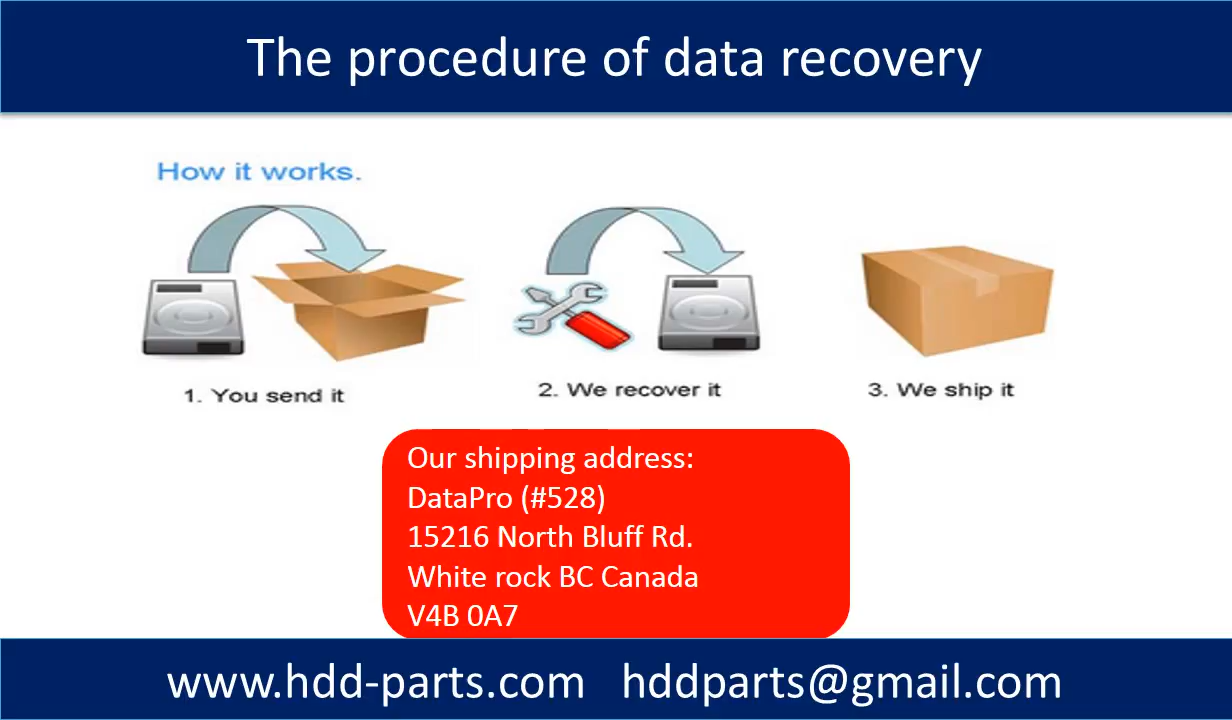 The procedure of data recovery
How it works.
1. You send it
2. We recover it
3. We ship it
Our shipping address:
DataPro (#528)
15216 North Bluff Rd.
White rock BC Canada
V4B 0A7
www.hdd-parts.com hddparts@gmail.com